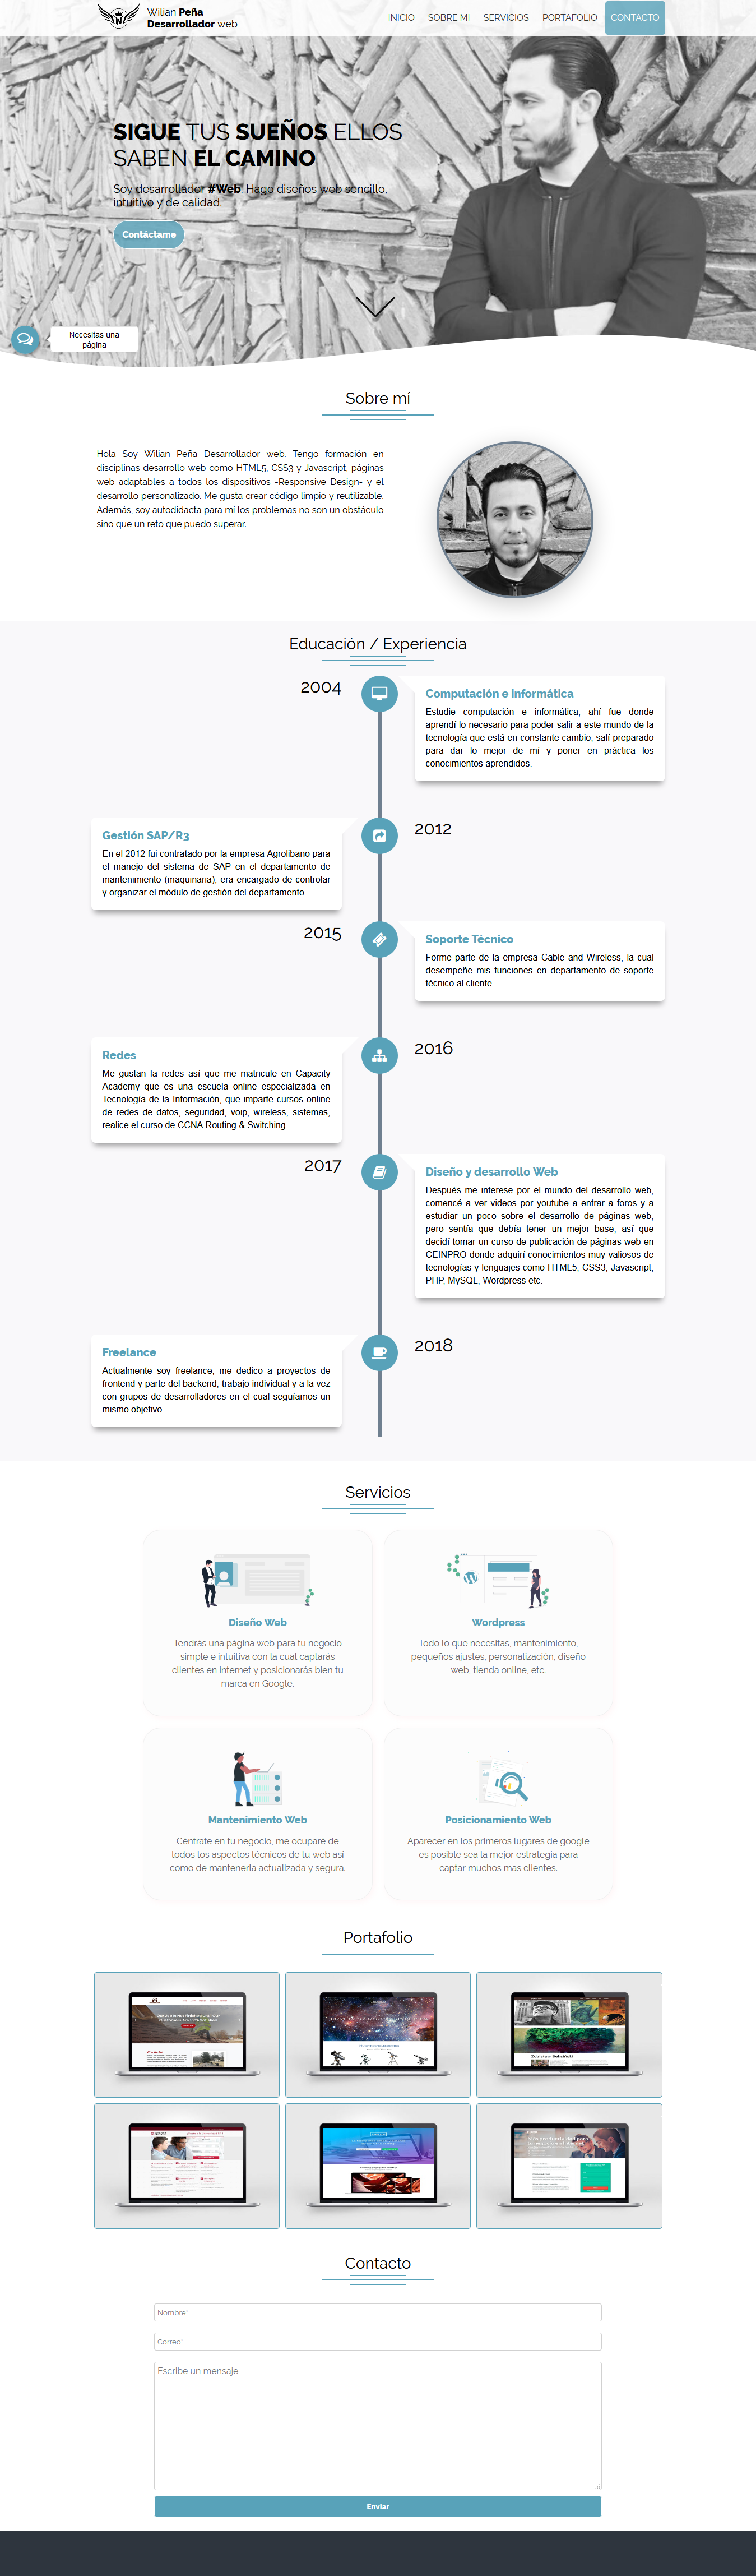 Wilian Peña
Desarrollador web
INICIO SOBRE MI SERVICIOS PORTAFOLIO CONTACTO
SIGUE TUS SUEÑOS ELLOS
SABEN EL CAMINO
Soy desarrollador #Web. Hago diseños web sencillo,
intuitivo y de calidad.
Contáctame
Necesitas una
página
Sobre mi
Hola Soy Wilian Peña Desarrollador web. Tengo formación en
disciplinas desarrollo web como HTML5, CSS3 y Javascript, páginas
web adaptables a todos los dispositivos -Responsive Design- y el
desarrollo personalizado. Me gusta crear código limpio y reutilizable.
Además, soy autodidacta para mi los problemas no son un obstáculo
sino que un reto que puedo superar.
Educación / Experiencia
2004
Computación e informática
Estudie computación e informática, ahí fue donde
aprendí lo necesario para poder salir a este mundo de la
tecnología que está en constante cambio, salí preparado
para dar lo mejor de mí y poner en práctica los
conocimientos aprendidos.
2012
Gestión SAP/R3
En el 2012 fui contratado por la empresa Agrolibano para
el manejo del sistema de SAP en el departamento de
mantenimiento (maquinaria), era encargado de controlar
y organizar el módulo de gestión del departamento.
2015
Soporte Técnico
Forme parte de la empresa Cable and Wireless, la cual
desempeñe mis funciones en departamento de soporte
técnico al cliente.
2016
Redes
Me gustan la redes así que me matricule en Capacity
Academy que es una escuela online especializada en
Tecnología de la Información, que imparte cursos online
de redes de datos, seguridad, voip, wireless, sistemas,
realice el curso de CCNA Routing & Switching.
2017
Diseño y desarrollo Web
Después me interese por el mundo del desarrollo web,
comencé a ver videos por youtube a entrar a foros y a
estudiar un poco sobre el desarrollo de páginas web,
pero sentía que debía tener un mejor base, así que
decidí tomar un curso de publicación de páginas web en
CEINPRO donde adquirí conocimientos muy valiosos de
tecnologías y lenguajes como HTML5, CSS3, Javascript,
PHP, MySQL, Wordpress etc.
2018
Freelance
Actualmente soy freelance, me dedico a proyectos de
frontend y parte del backend, trabajo individual y a la vez
con grupos de desarrolladores en el cual seguíamos un
mismo objetivo.
Servicios
Diseño Web
Tendrás una página web para tu negocio
simple e intuitiva con la cual captarás
clientes en internet y posicionarás bien tu
marca en Google.
Wordpress
Todo lo que necesitas, mantenimiento,
pequeños ajustes, personalización, diseño
web, tienda online, etc.
Mantenimiento Web
Céntrate en tu negocio, me ocuparé de
todos los aspectos técnicos de tu web así
como de mantenerla actualizada y segura.
Posicionamiento Web
Aparecer en los primeros lugares de google
es posible sea la mejor estrategia para
captar muchos mas clientes.
Portafolio
Contacto
Nombre*
Correo*
Escribe un mensaje
Enviar